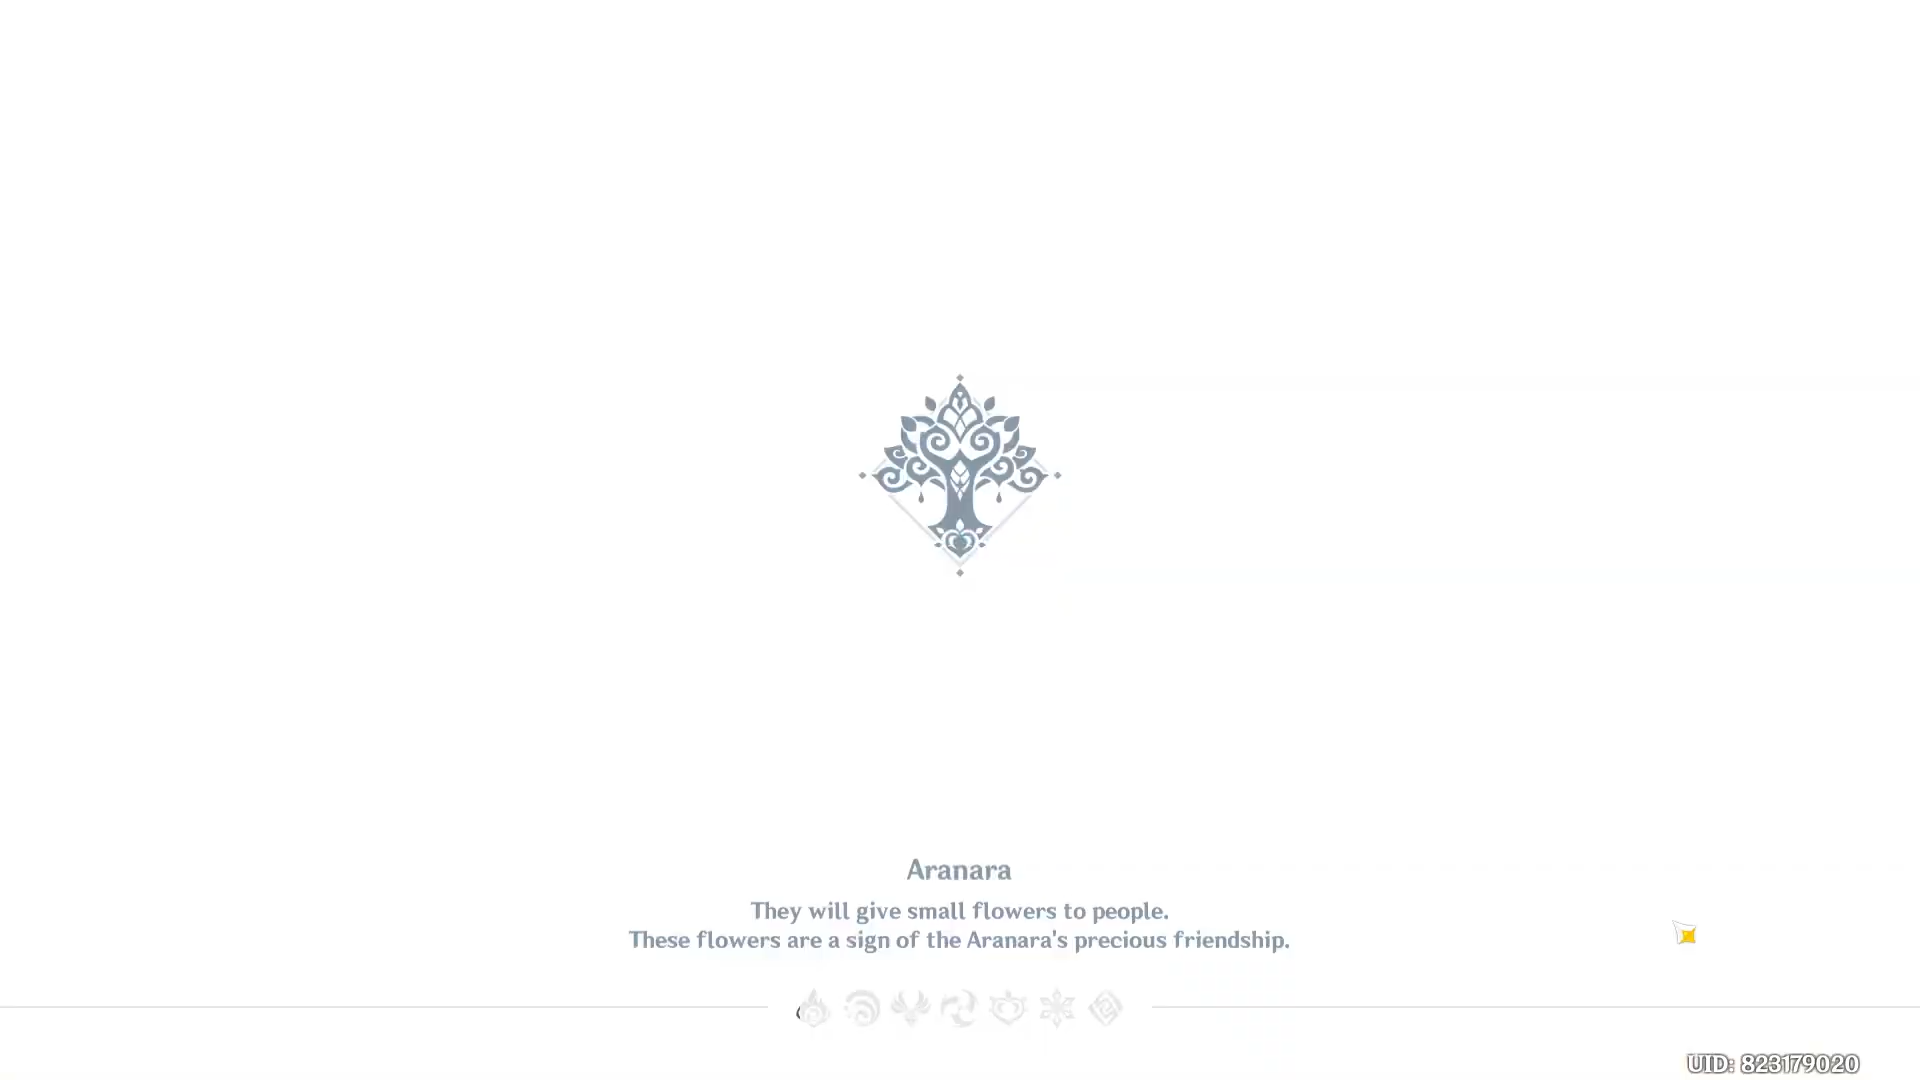 Aranara
They will give small flowers to people.
These flowers are a sign of the Aranara's precious friendship.
UID: 823179020